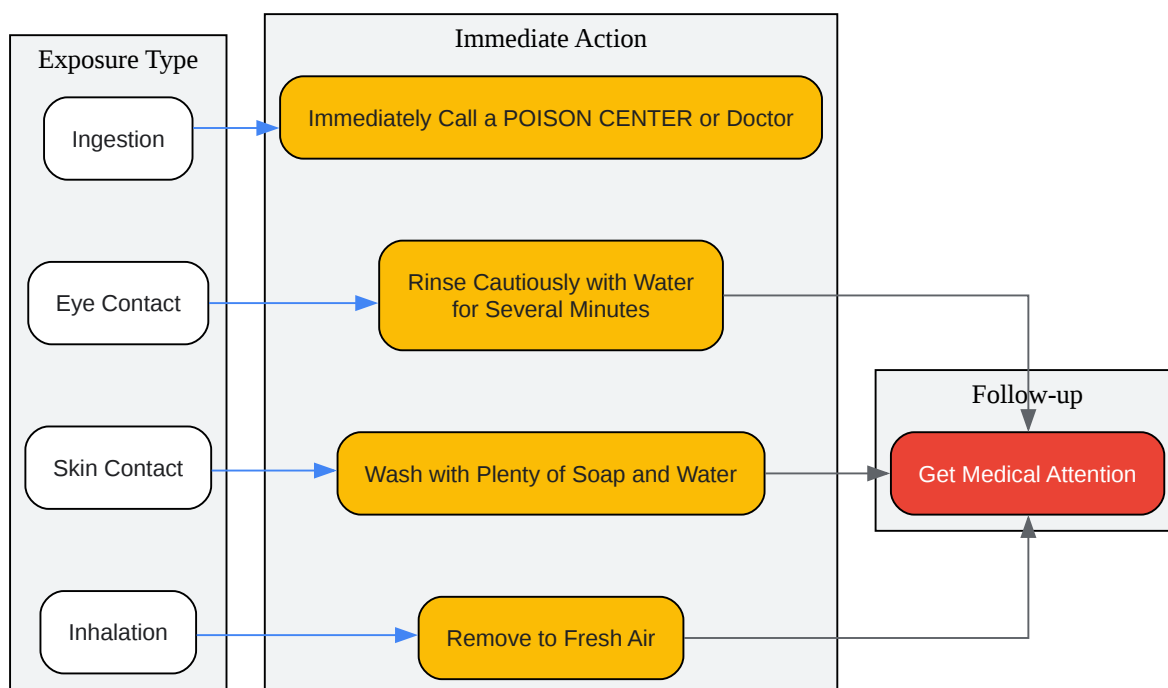 Exposure Type
Immediate Action
Ingestion
Immediately Call a POISON CENTER or Doctor
Eye Contact
Rinse Cautiously with Water
for Several Minutes
Follow-up
Skin Contact
Wash with Plenty of Soap and Water
Get Medical Attention
Inhalation
Remove to Fresh Air